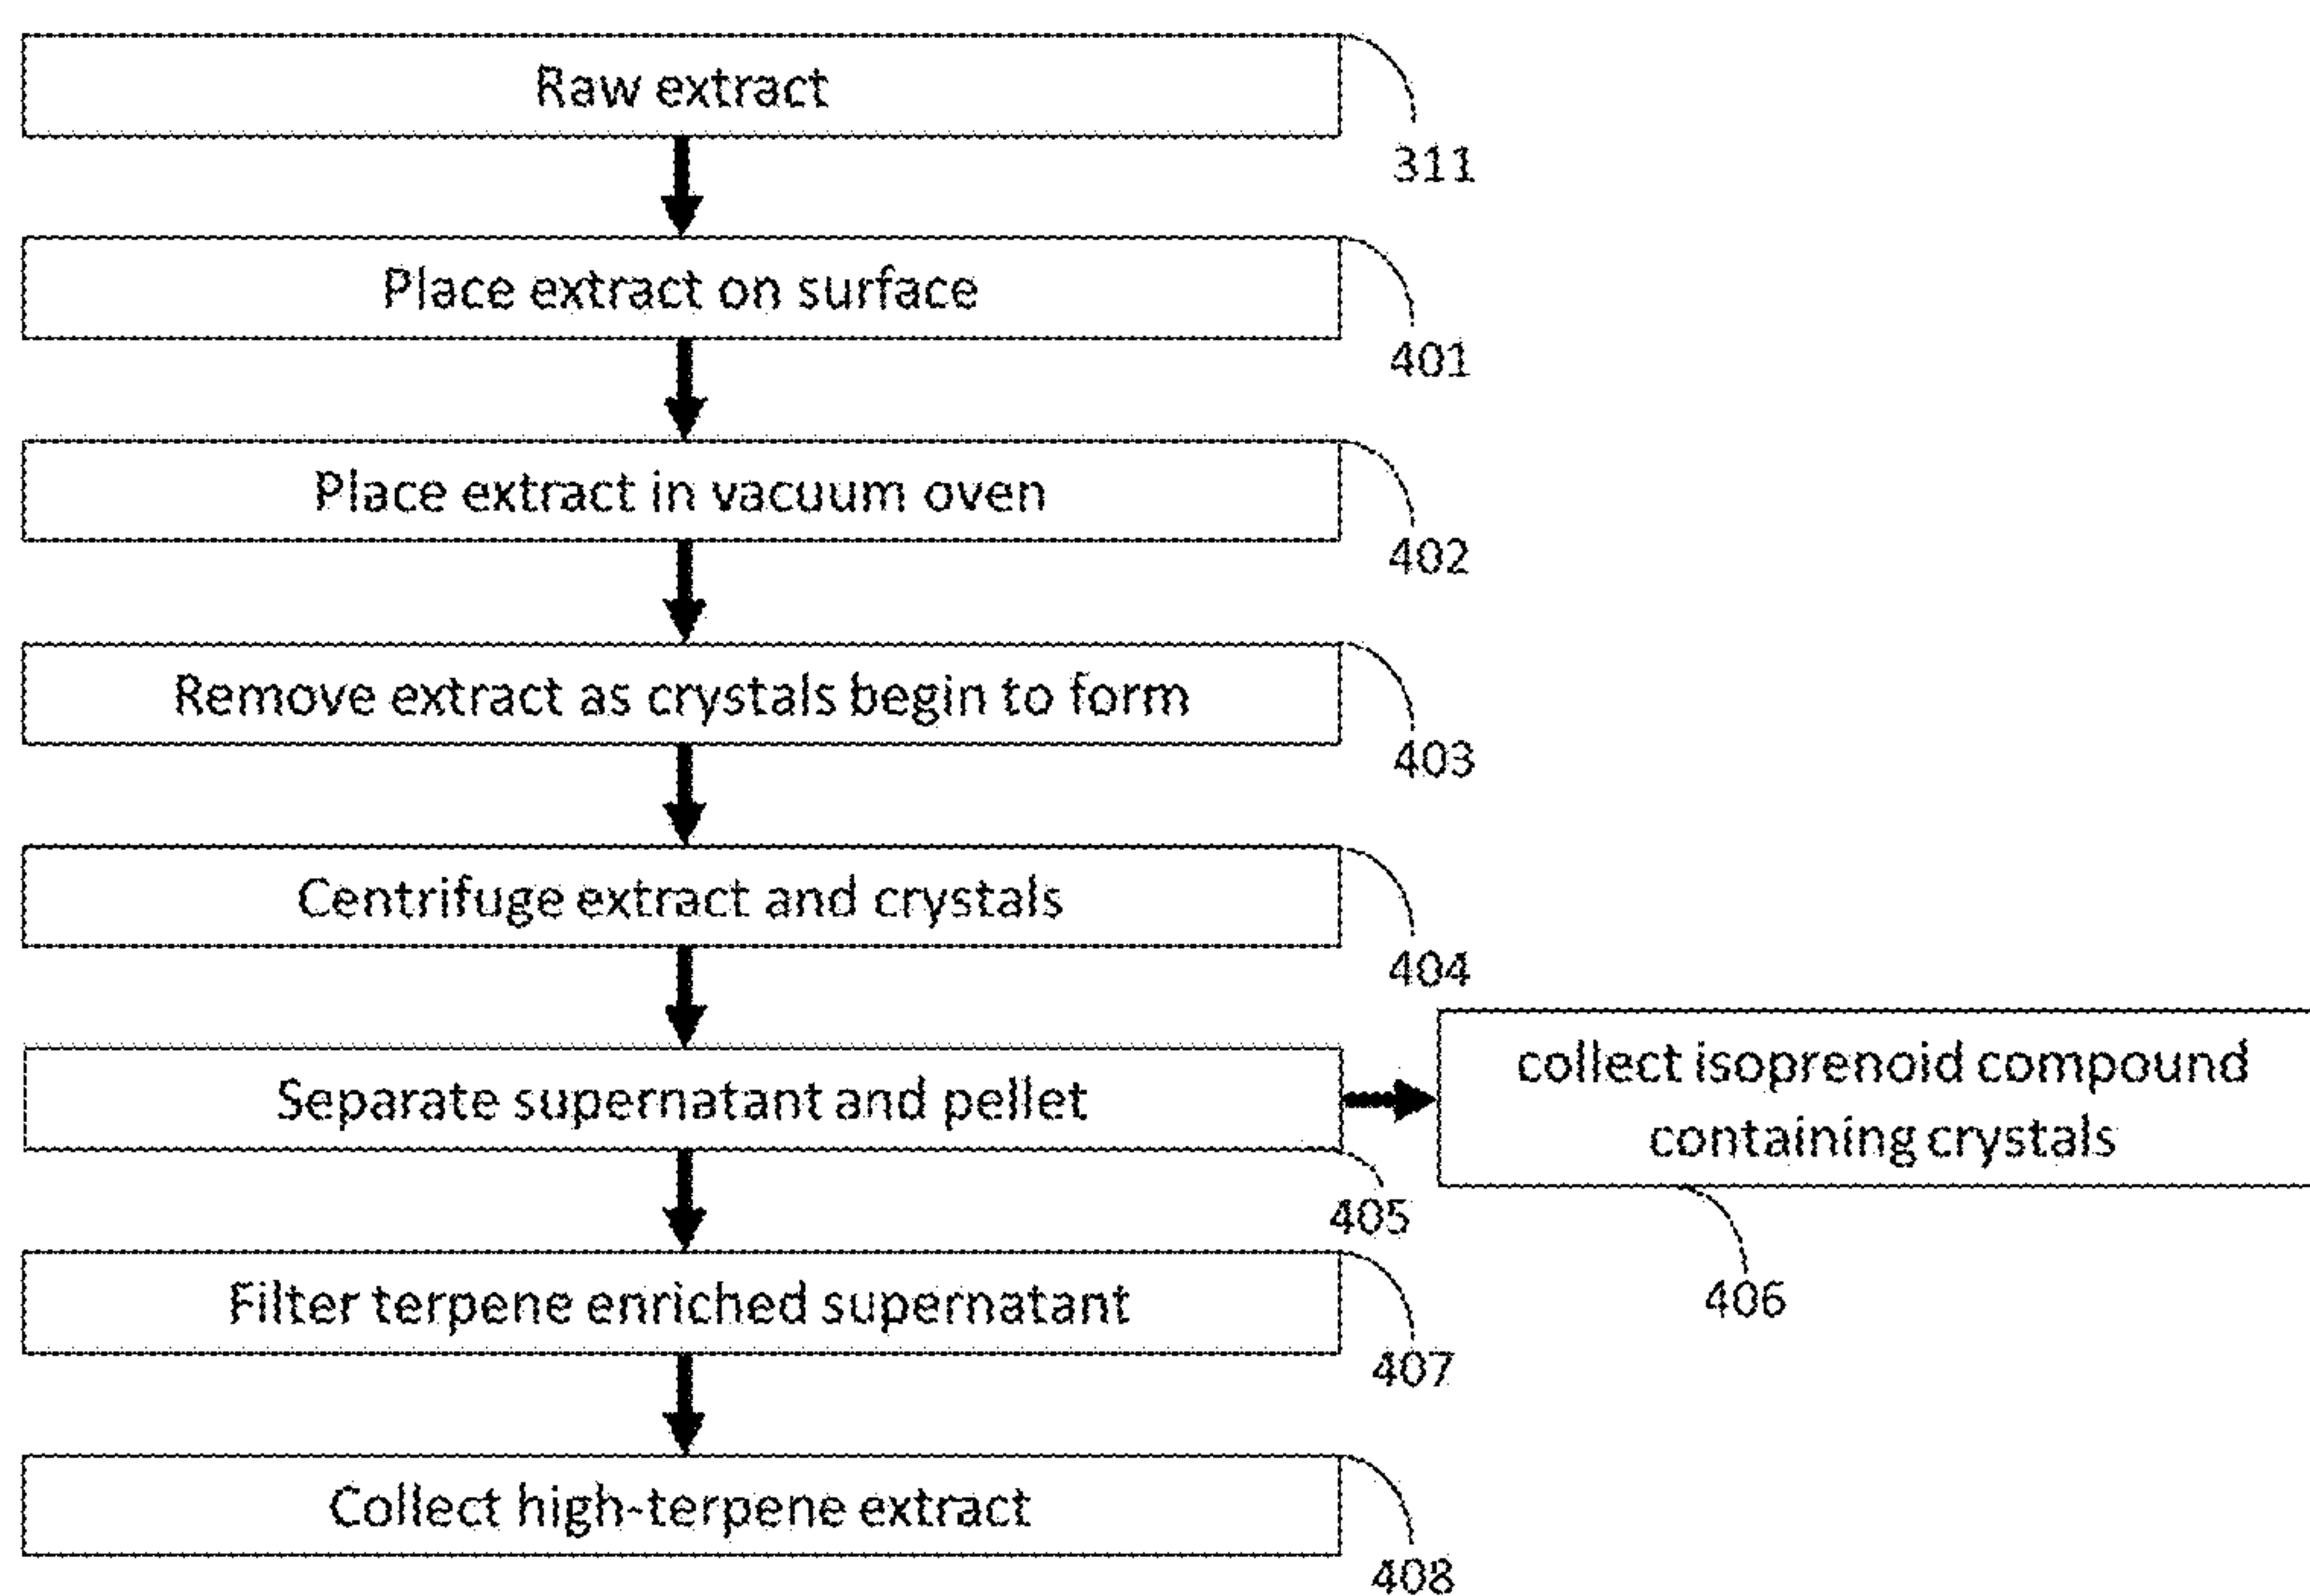 Raw extract
311
Place extract on surface
401
Place extract in vacuum oven
402
Remove extract as crystals begin to form
403
Centrifuge extract and crystals
404
Separate supernatant and pellet
405
collect isoprenoid compound
containing crystals
406
Filter terpene enriched supernatant
407
Collect high-terpene extract
408